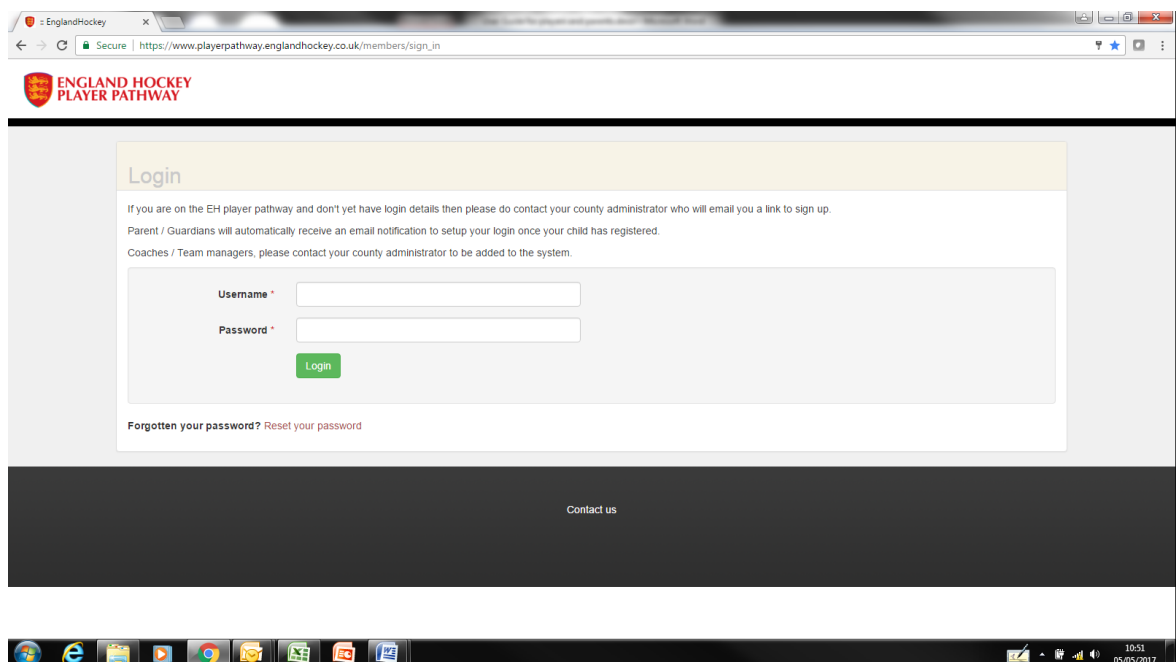 :: EnglandHockey
Secure | https://www.playerpathway.englandhockey.co.uk/members/sign_in
ENGLAND HOCKEY
PLAYER PATHWAY
Login
If you are on the EH player pathway and don't yet have login details then please do contact your county administrator who will email you a link to sign up.
Parent / Guardians will automatically receive an email notification to setup your login once your child has registered.
Coaches / Team managers, please contact your county administrator to be added to the system.
Username *
Password *
Login
Forgotten your password? Reset your password
Contact us
10:51
05/05/2017